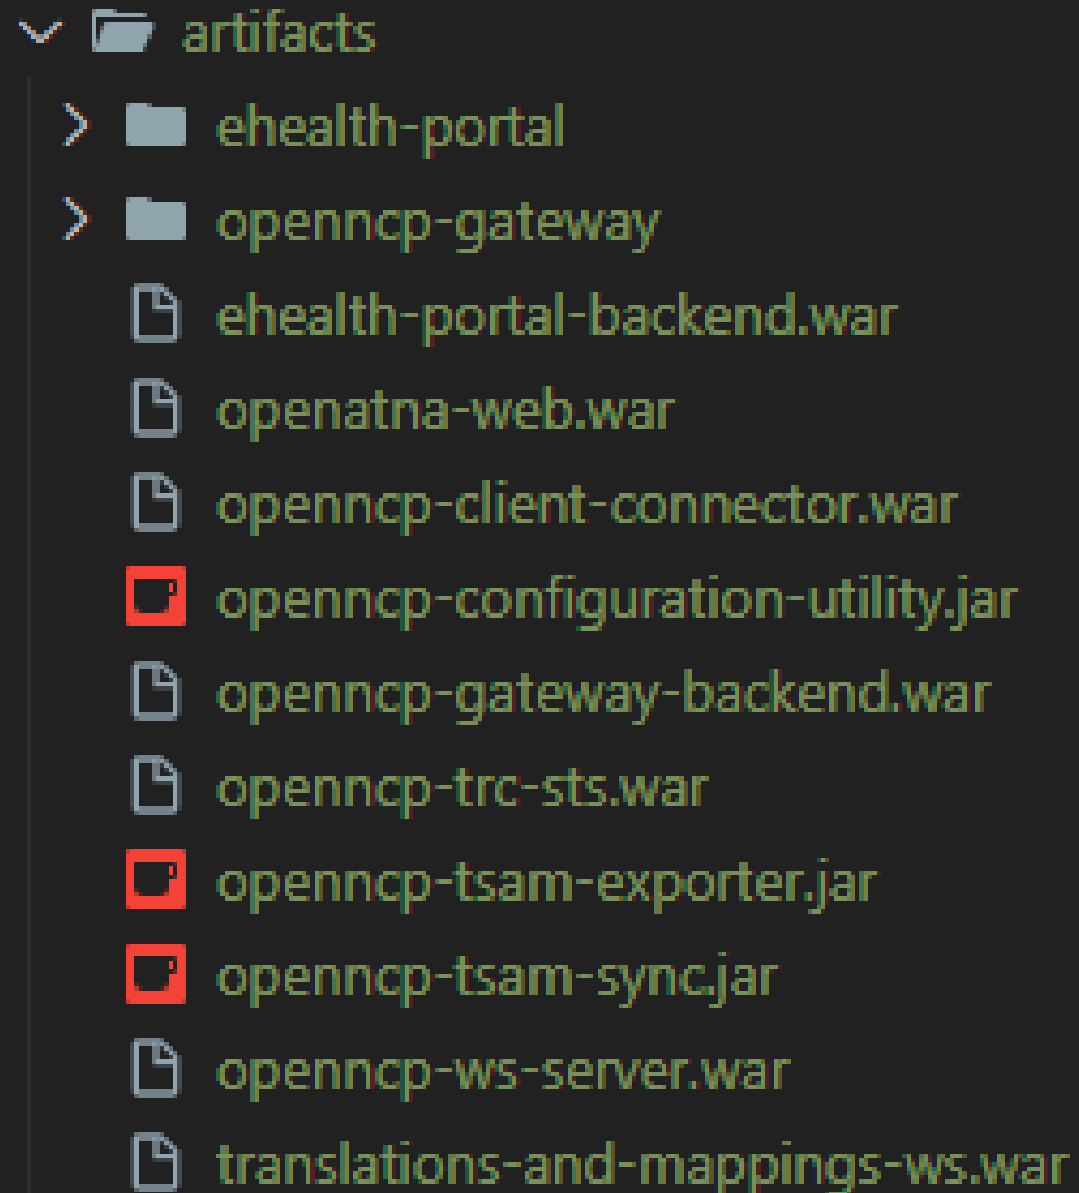 artifacts
ehealth-portal
openncp-gateway
ehealth-portal-backend.war
openatna-web.war
openncp-client-connector.war
openncp-configuration-utility.jar
openncp-gateway-backend.war
openncp-trc-sts.war
openncp-tsam-exporter.jar
openncp-tsam-sync.jar
openncp-ws-server.war
translations-and-mappings-ws.war